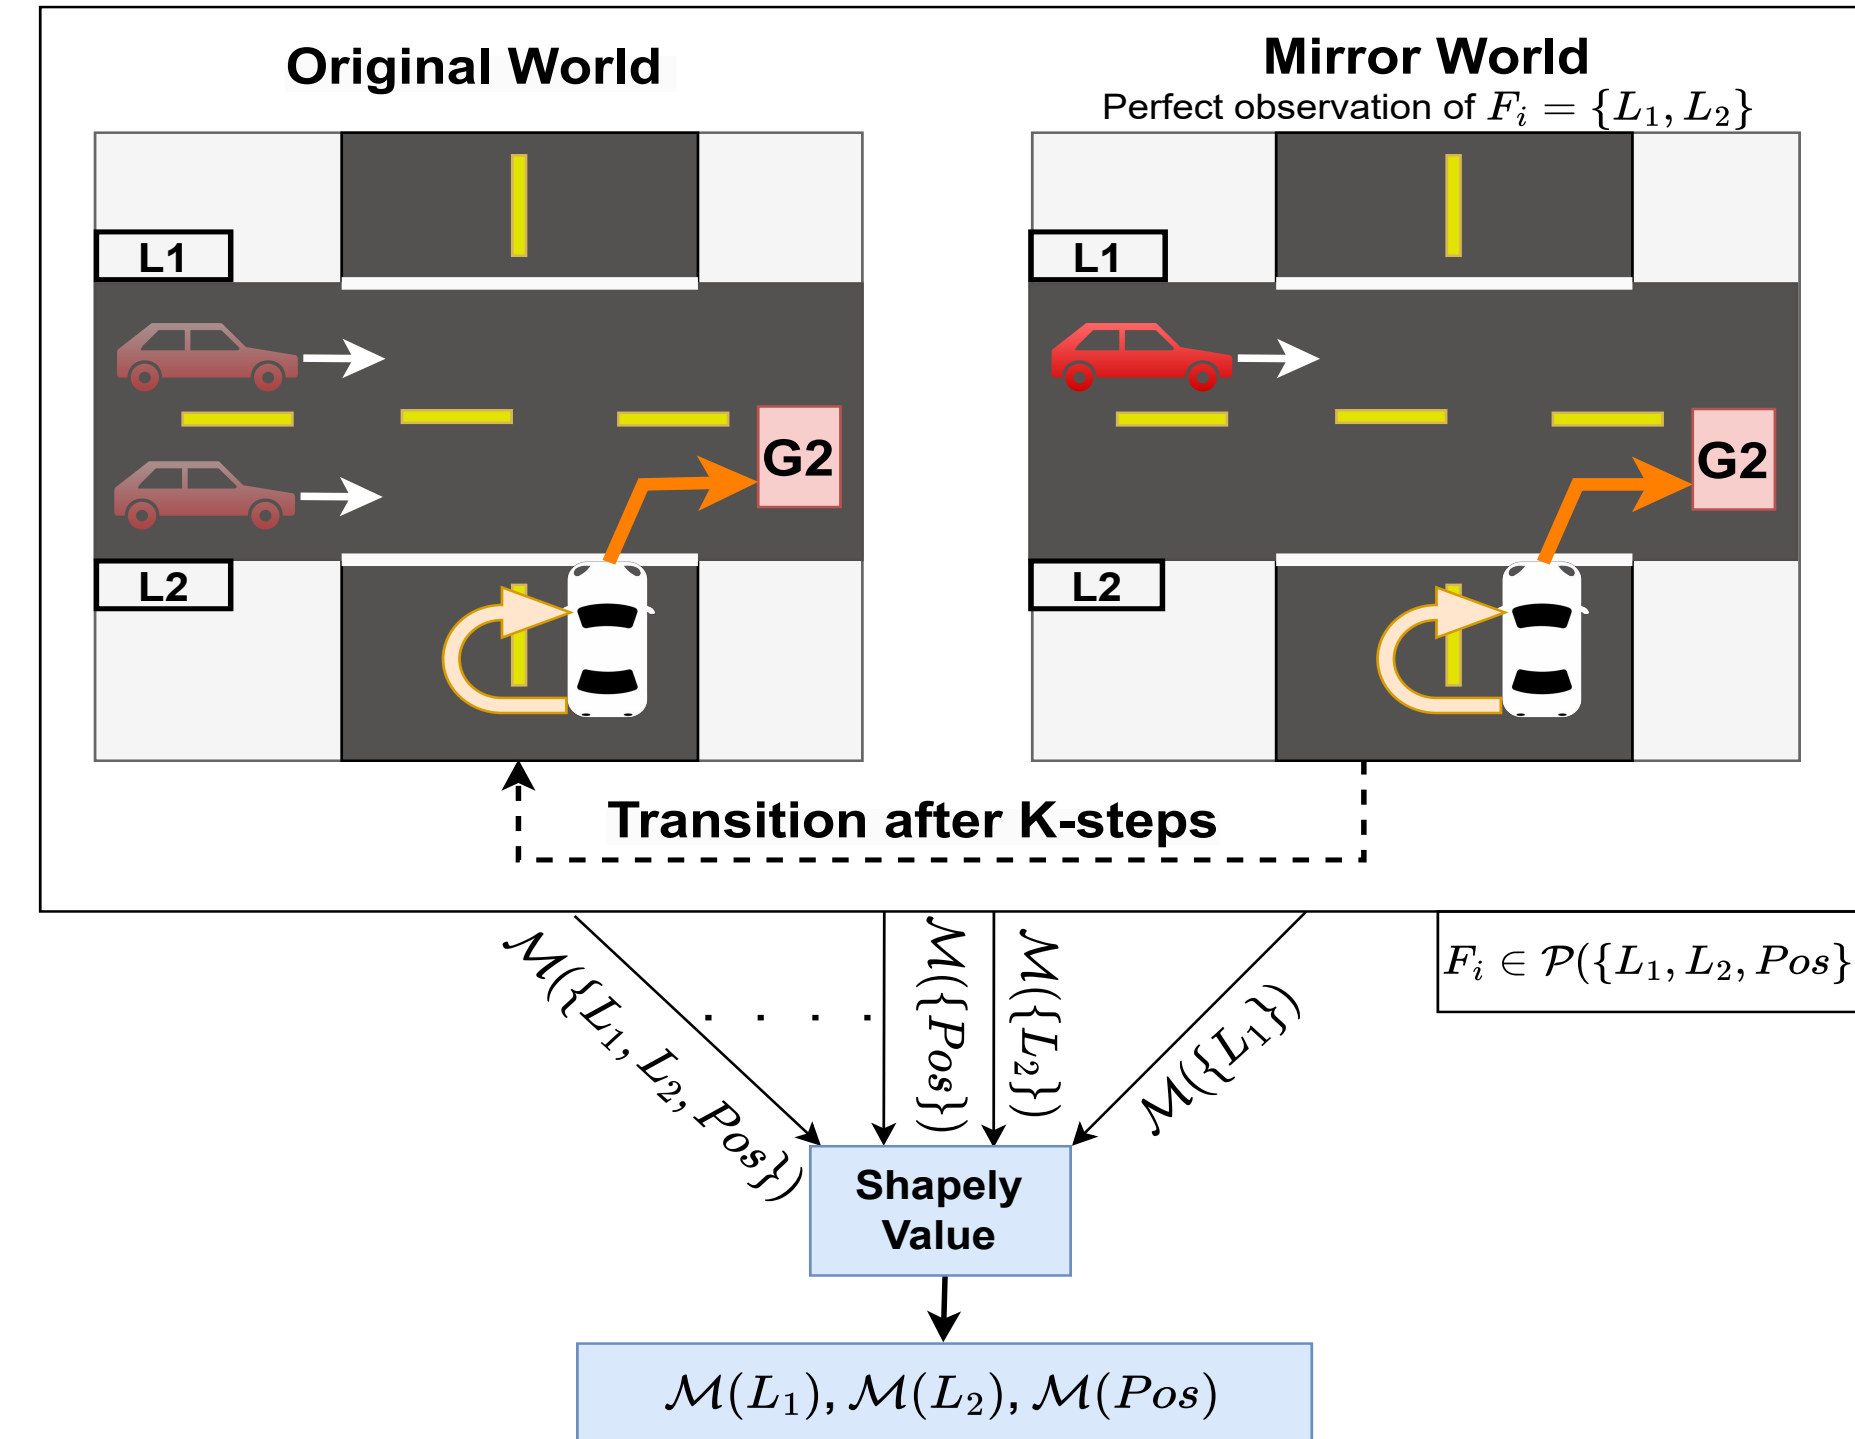 Original World
Mirror World
Perfect observation of $F_i = \{L_1, L_2\}$
L1
L1
G2
G2
L2
L2
Transition after K-steps
$F_i \in \mathcal{P}(\{L_1, L_2, Pos\}$
$\mathcal{M}(\{L_1, L_2, Pos\})$
. . . .
$\mathcal{M}(\{Pos\})$
$\mathcal{M}(\{L_2\})$
$\mathcal{M}(\{L_1\})$
Shapely
Value
$\mathcal{M}(L_1), \mathcal{M}(L_2), \mathcal{M}(Pos)$